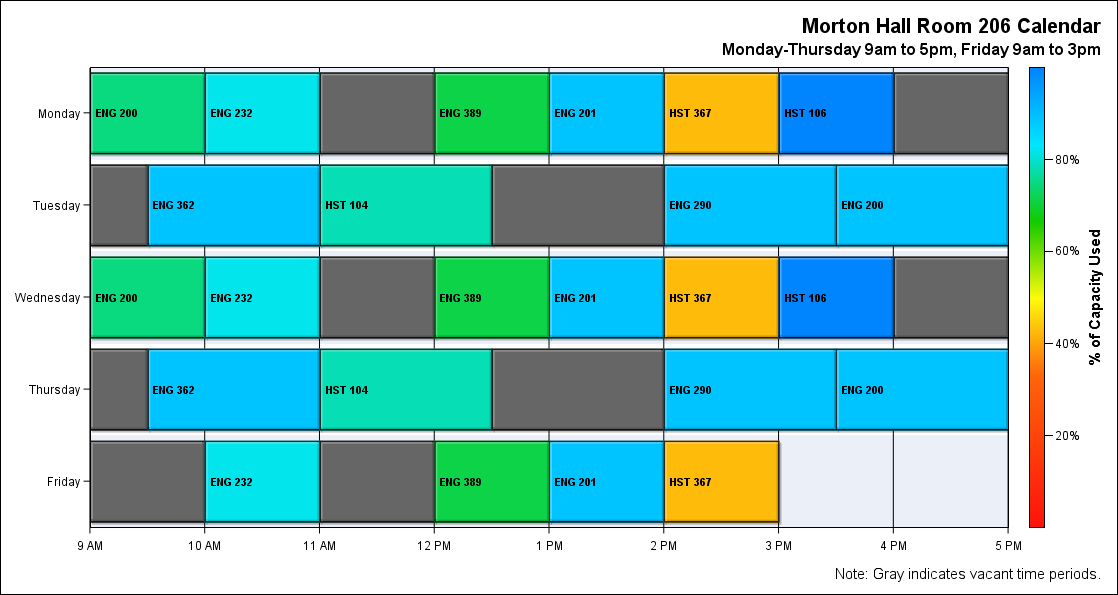 Morton Hall Room 206 Calendar
Monday-Thursday 9am to 5pm, Friday 9am to 3pm
Monday
ENG 200
ENG 232
ENG 389
ENG 201
HST 367
HST 106
Tuesday
ENG 362
HST 104
ENG 290
ENG 200
Wednesday
ENG 200
ENG 232
ENG 389
ENG 201
HST 367
HST 106
Thursday
ENG 362
HST 104
ENG 290
ENG 200
Friday
ENG 232
ENG 389
ENG 201
HST 367
9 AM
10 AM
11 AM
12 PM
1 PM
2 PM
3 PM
4 PM
5 PM
80%
60%
40%
20%
% of Capacity Used
Note: Gray indicates vacant time periods.